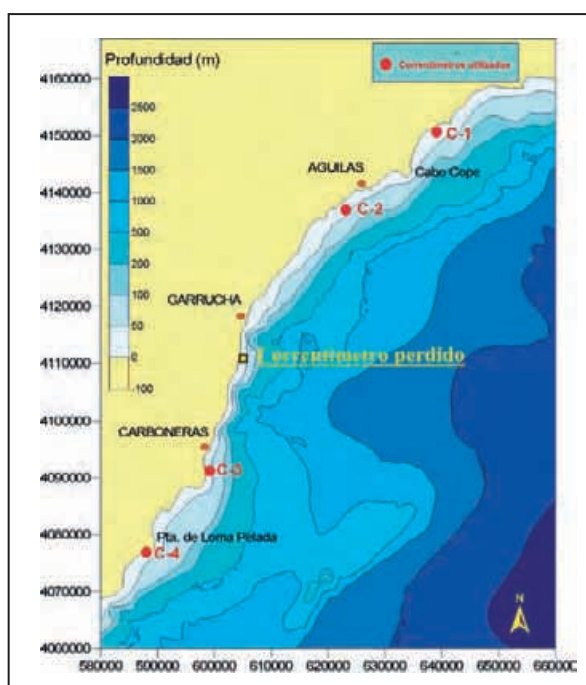 Profundidad (m)
Correntímetros utilizados
2500
2000
1500
1000
500
200
100
50
0
-100
4160000
4150000
4140000
4130000
4120000
4110000
4100000
4090000
4080000
4070000
4000000
C-1
AGUILAS
Cabo Cope
C-2
GARRUCHA
1 correntímetro perdido
CARBONERAS
C-3
Pta. de Loma Pelada
C-4
N
580000 590000 600000 610000 620000 630000 640000 650000 660000